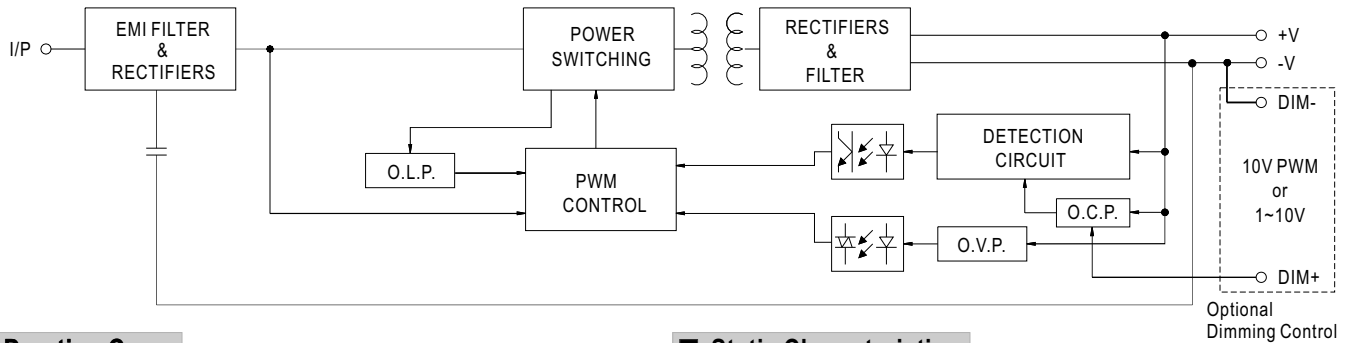 I/P
EMI FILTER
&
RECTIFIERS
POWER
SWITCHING
RECTIFIERS
&
FILTER
+V
-V
DIM-
DETECTION
CIRCUIT
O.L.P.
PWM
CONTROL
10V PWM
or
1~10V
O.C.P.
O.V.P.
DIM+
Optional
Dimming Control